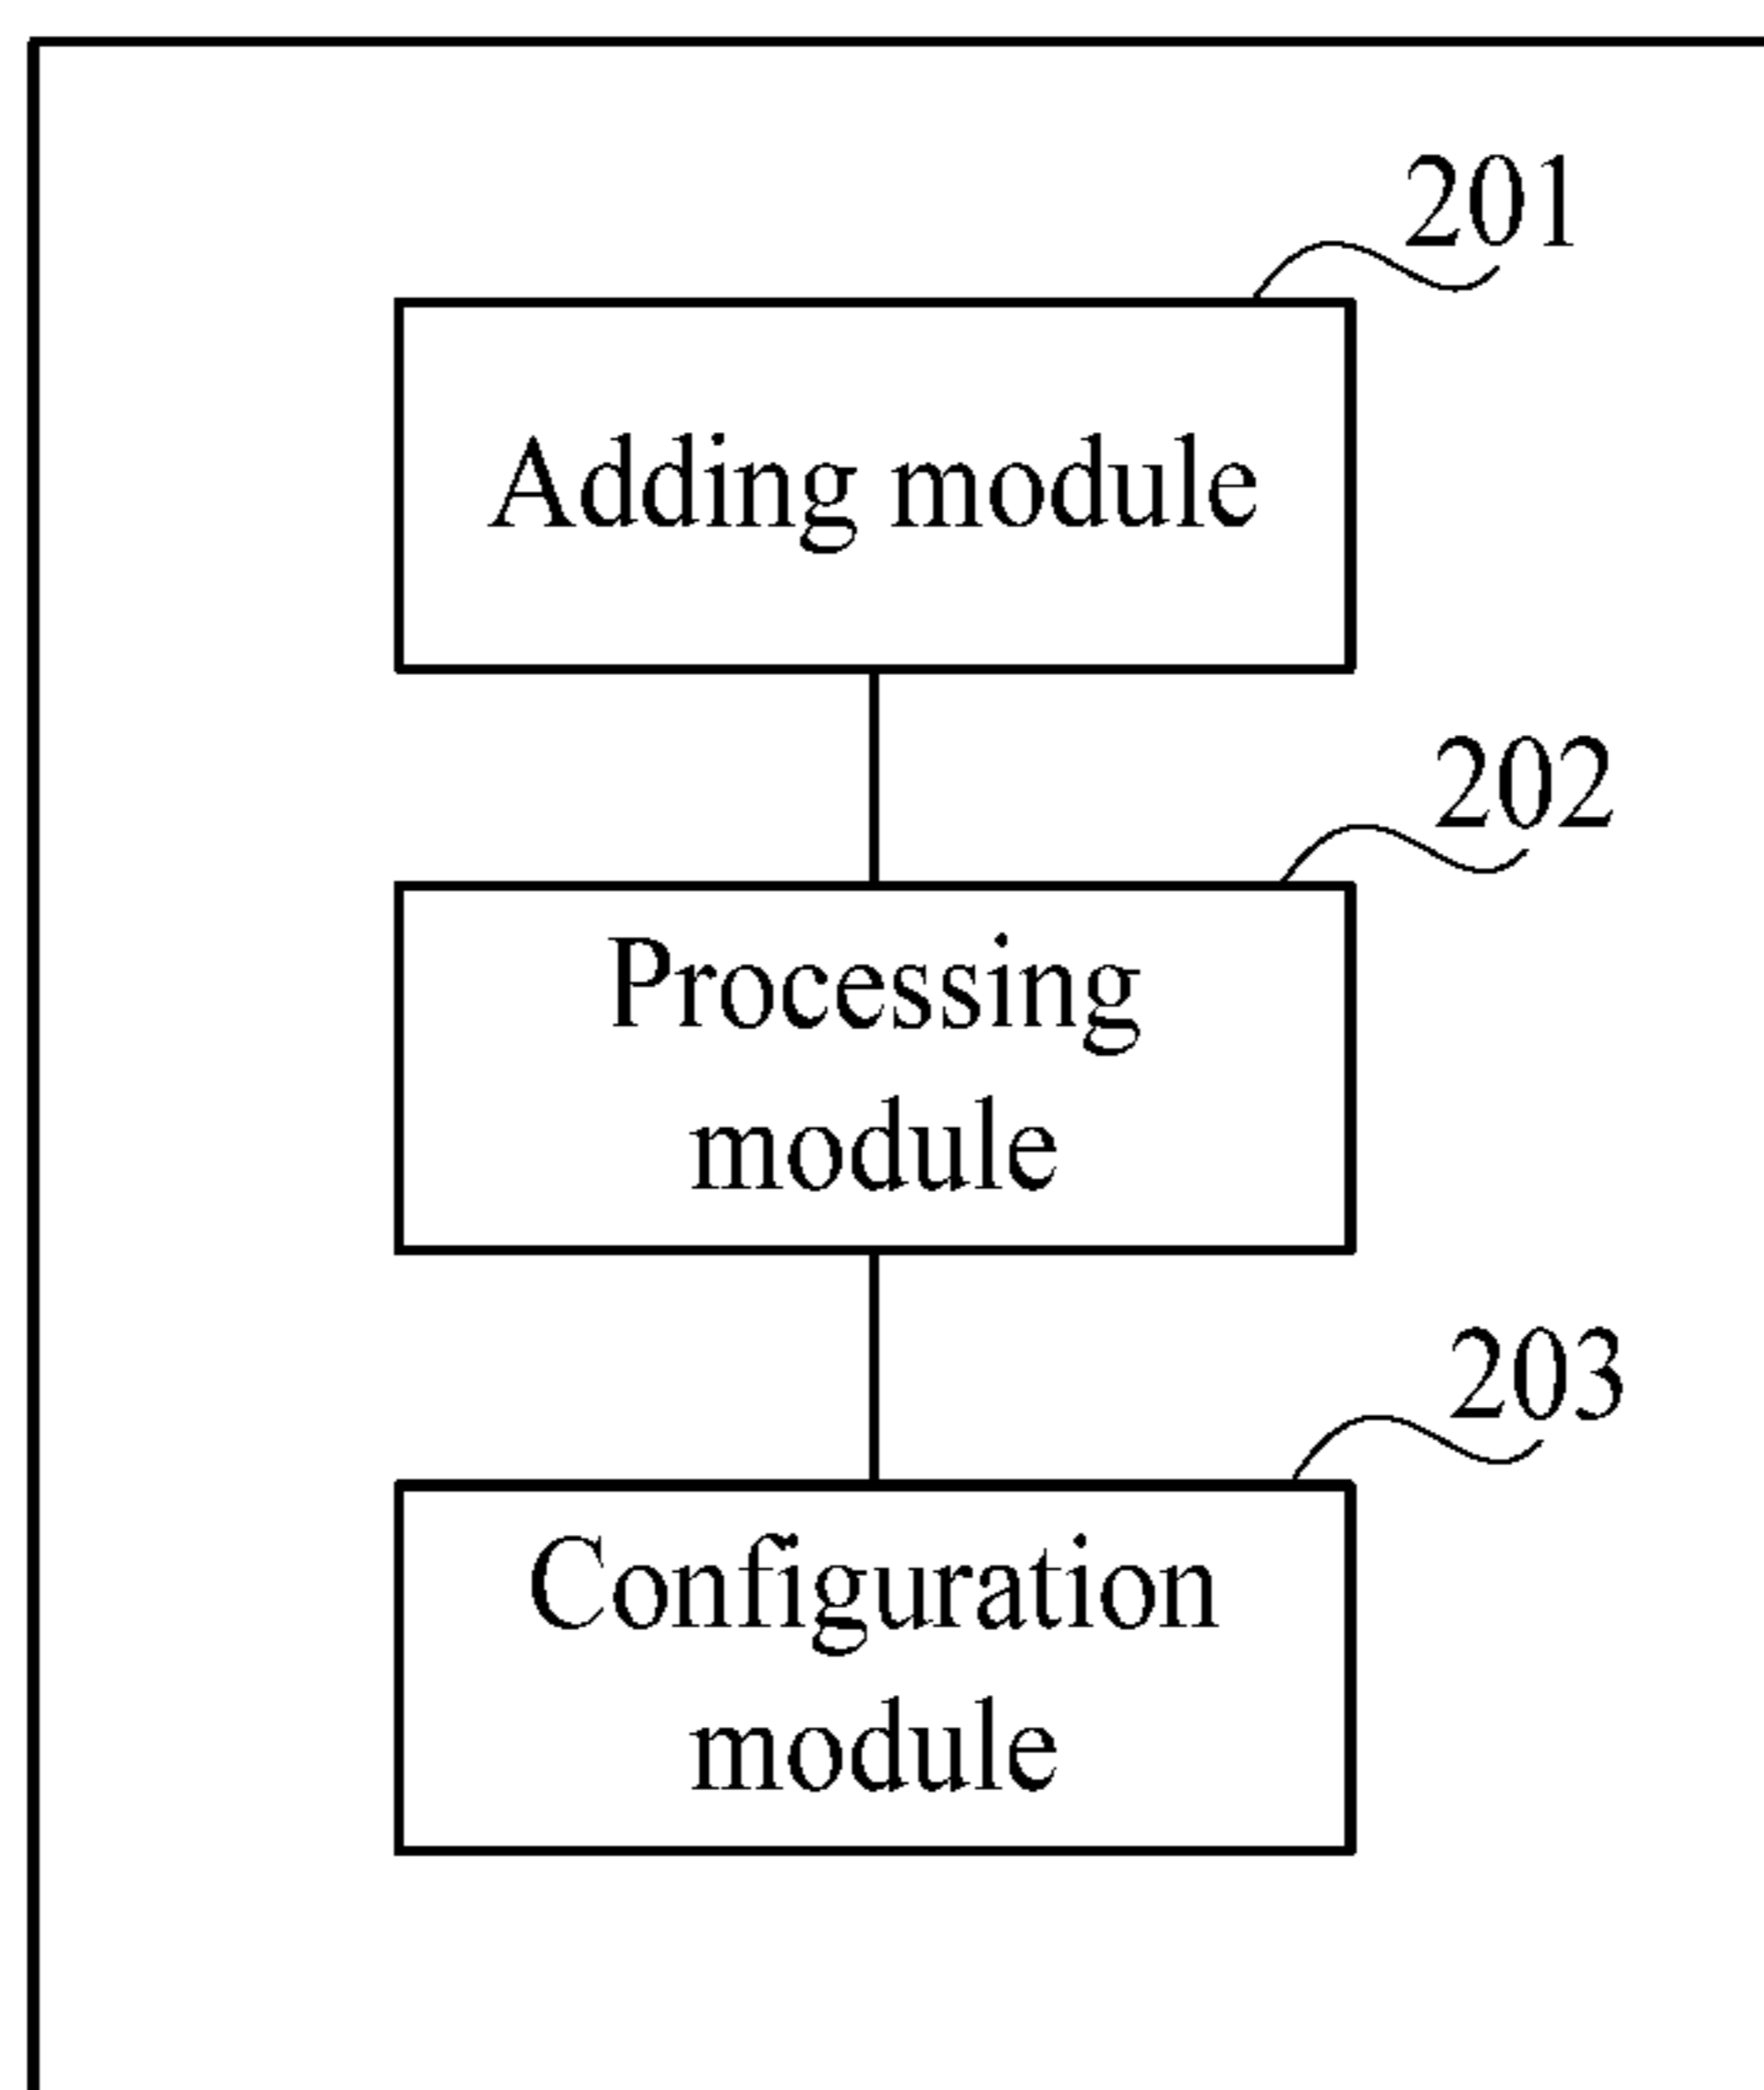 201
Adding module
202
Processing
module
203
Configuration
module